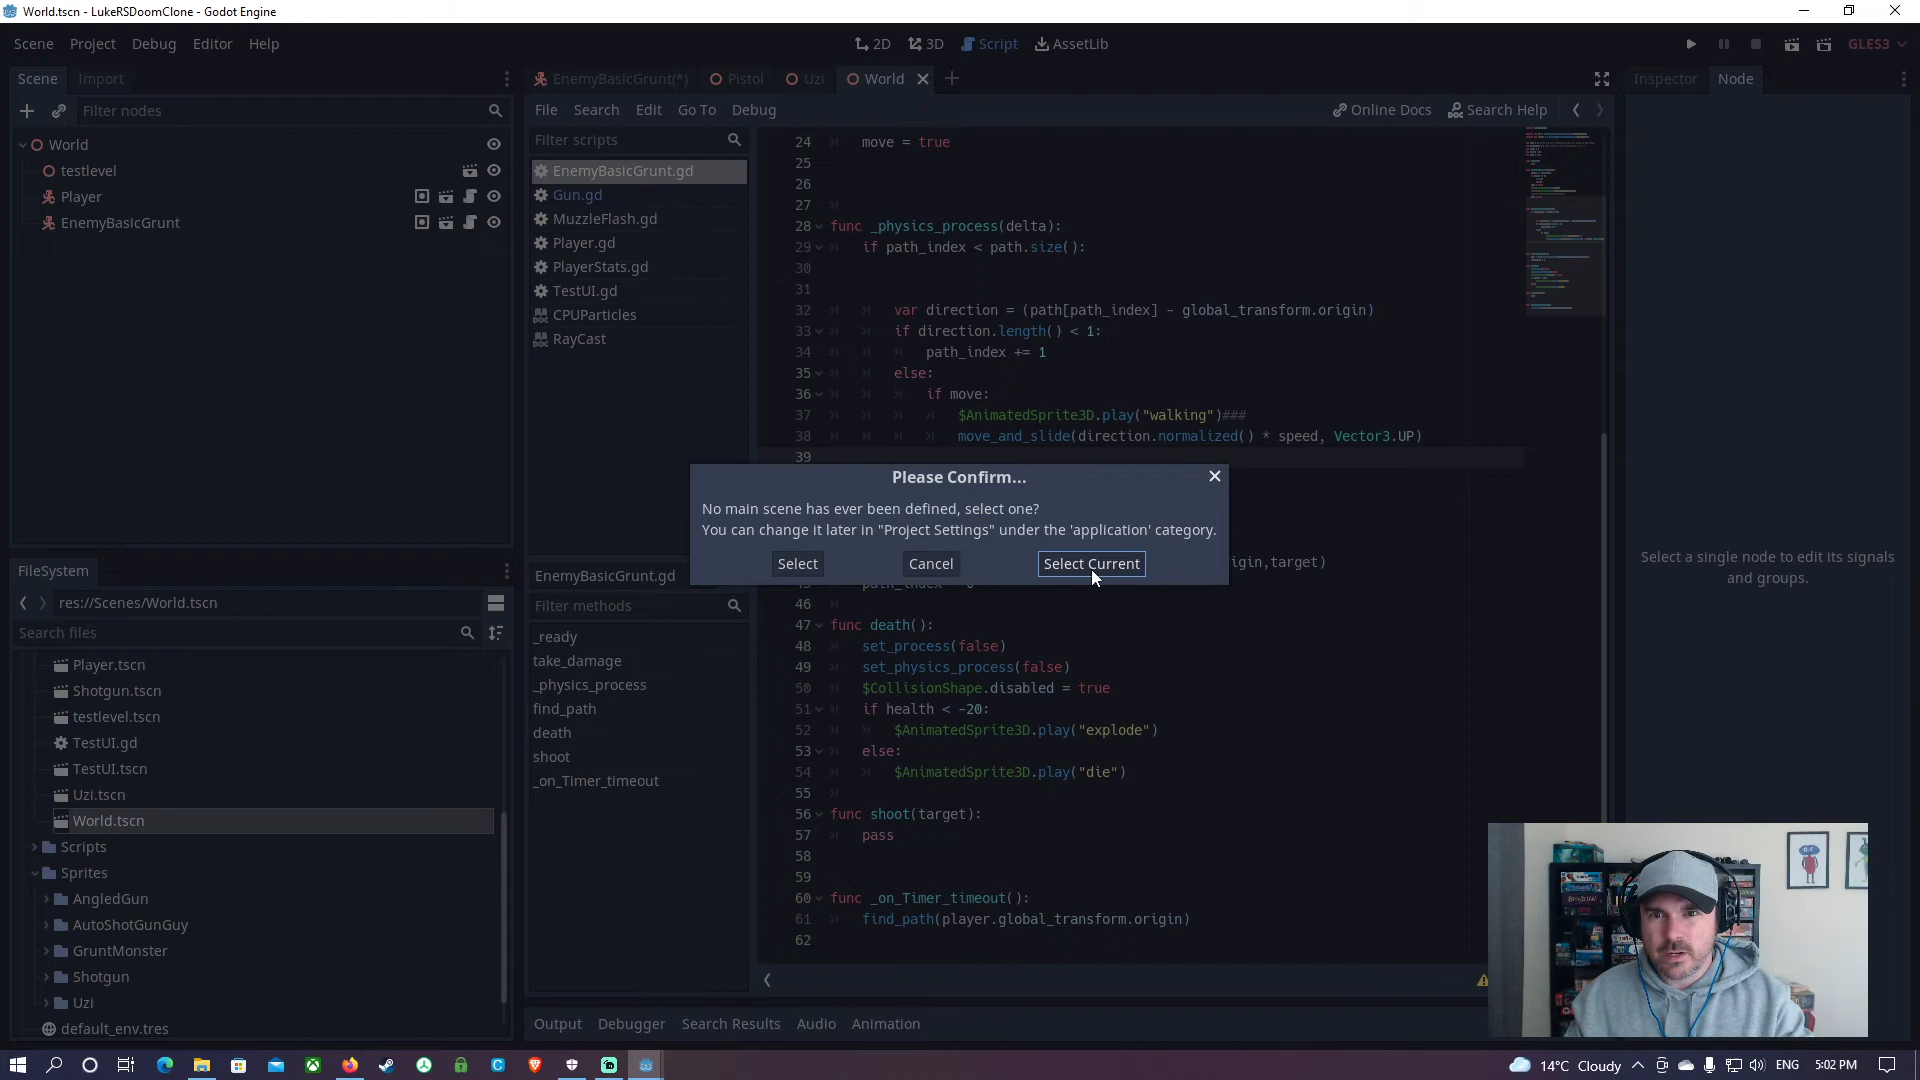 World.tscn - LukeRSDoomClone - Godot Engine
Scene Project Debug Editor Help
2D 3D Script AssetLib
GLES3
Scene Import
Filter nodes
World
testlevel
Player
EnemyBasicGrunt
FileSystem
res://Scenes/World.tscn
Search files
Player.tscn
Shotgun.tscn
testlevel.tscn
TestUI.gd
TestUI.tscn
Uzi.tscn
World.tscn
Scripts
Sprites
AngledGun
AutoShotGunGuy
GruntMonster
Shotgun
Uzi
default_env.tres
EnemyBasicGrunt(*) Pistol Uzi World
File Search Edit Go To Debug
Online Docs Search Help
Filter scripts
EnemyBasicGrunt.gd
Gun.gd
MuzzleFlash.gd
Player.gd
PlayerStats.gd
TestUI.gd
CPUParticles
RayCast
EnemyBasicGrunt.gd
Filter methods
_ready
take_damage
_physics_process
find_path
death
shoot
_on_Timer_timeout
24 move = true
25
26
27
28 func _physics_process(delta):
29 if path_index < path.size():
30
31
32 var direction = (path[path_index] - global_transform.origin)
33 if direction.length() < 1:
34 path_index += 1
35 else:
36 if move:
37 $AnimatedSprite3D.play("walking")###
38 move_and_slide(direction.normalized() * speed, Vector3.UP)
39
Please Confirm...
No main scene has ever been defined, select one?
You can change it later in "Project Settings" under the 'application' category.
Select Cancel Select Current
igin,target)
46
47 func death():
48 set_process(false)
49 set_physics_process(false)
50 $CollisionShape.disabled = true
51 if health < -20:
52 $AnimatedSprite3D.play("explode")
53 else:
54 $AnimatedSprite3D.play("die")
55
56 func shoot(target):
57 pass
58
59
60 func _on_Timer_timeout():
61 find_path(player.global_transform.origin)
62
Output Debugger Search Results Audio Animation
Inspector Node
Select a single node to edit its signals
and groups.
14°C Cloudy ENG 5:02 PM